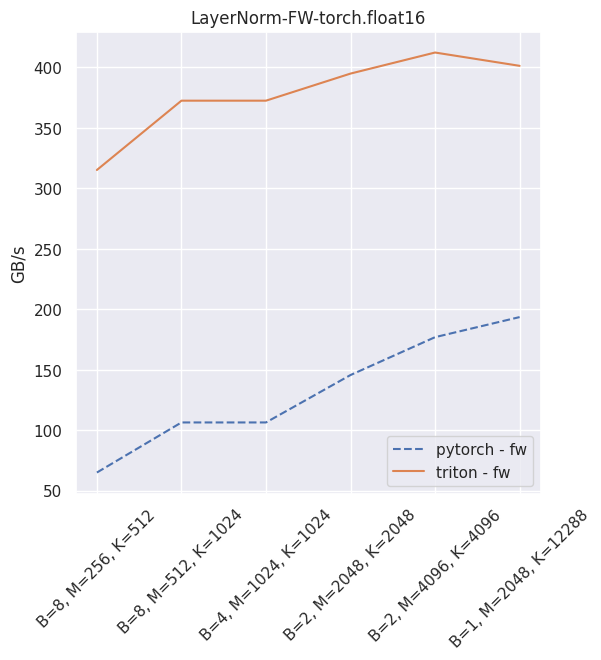 LayerNorm-FW-torch.float16
GB/s
400
350
300
250
200
150
100
50
pytorch - fw
triton - fw
B=8, M=256, K=512
B=8, M=512, K=1024
B=4, M=1024, K=1024
B=2, M=2048, K=2048
B=2, M=4096, K=4096
B=1, M=2048, K=12288